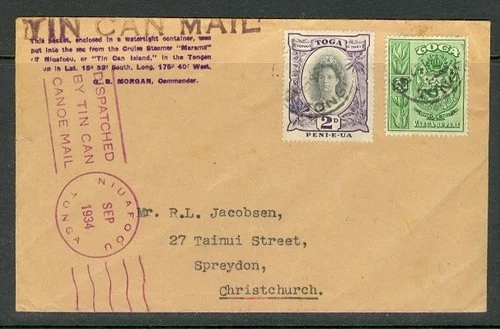 TIN CAN MAIL
This packet, enclosed in a watertight container, was
put into the sea from the Cruise Steamer "Marama"
off Niuafoou, or "Tin Can Island," in the Tongan
Group in Lat. 15° 33' South, Long. 175° 40' West.
B. MORGAN, Commander.
DISPATCHED
BY TIN CAN
CANOE MAIL
NIUAFOOU
SEP
1934
TONGA
TOGA
2D
PENI-E-UA
TOGA
Mr. R.L. Jacobsen,
27 Tainui Street,
Spreydon,
Christchurch.